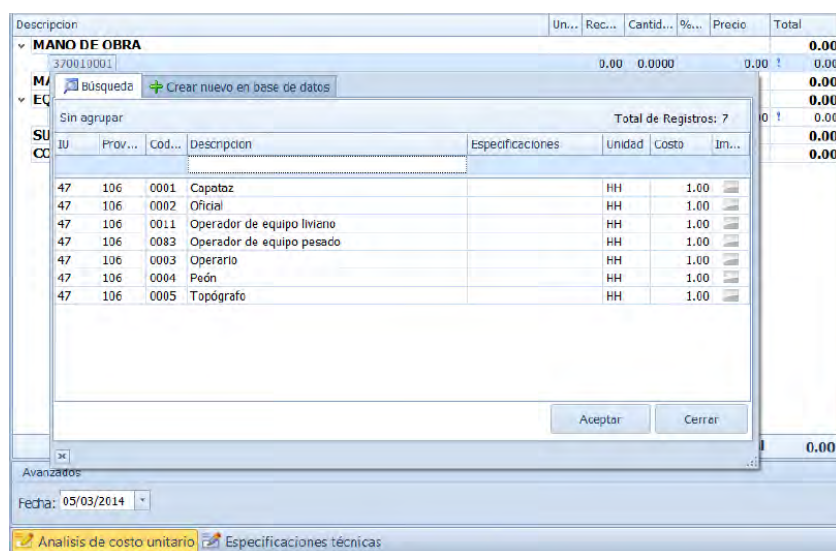 Descripcion Un... Rec... Cantid... %... Precio Total
MANO DE OBRA 0.00
370010001 0.00 0.0000 0.00 ! 0.00
0.00
0.00
! 0.00
SU 0.00
CO 0.00
Búsqueda Crear nuevo en base de datos
Sin agrupar Total de Registros: 7
IU Prov... Cod... Descripcion Especificaciones Unidad Costo Im...
47 106 0001 Capataz HH 1.00
47 106 0002 Oficial HH 1.00
47 106 0011 Operador de equipo liviano HH 1.00
47 106 0083 Operador de equipo pesado HH 1.00
47 106 0003 Operario HH 1.00
47 106 0004 Peón HH 1.00
47 106 0005 Topógrafo HH 1.00
Aceptar Cerrar
0.00
Avanzados
Fecha: 05/03/2014
Analisis de costo unitario Especificaciones técnicas